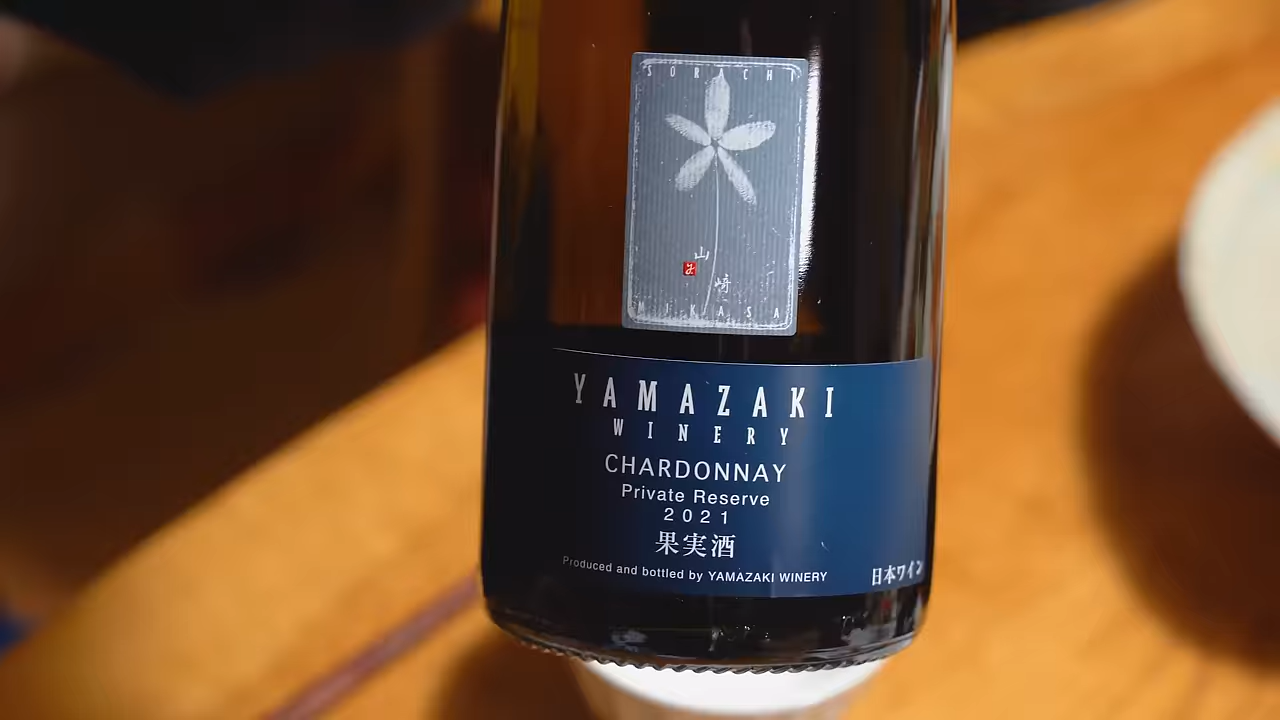 SORACHI
山
崎
MIKASA
YAMAZAKI
WINERY
CHARDONNAY
Private Reserve
2021
果実酒
Produced and bottled by YAMAZAKI WINERY
日本ワイン